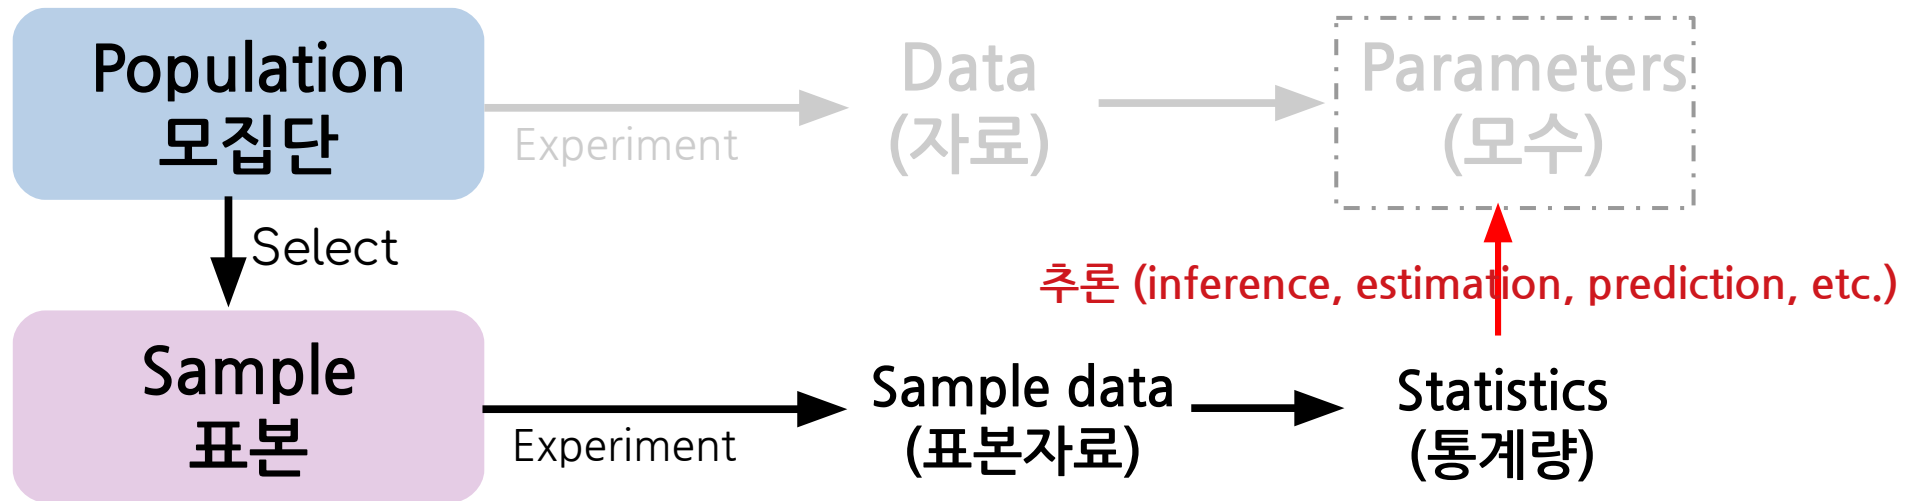 Population
모집단
Experiment
Data
(자료)
Parameters
(모수)
Select
추론 (inference, estimation, prediction, etc.)
Sample
표본
Experiment
Sample data
(표본자료)
Statistics
(통계량)